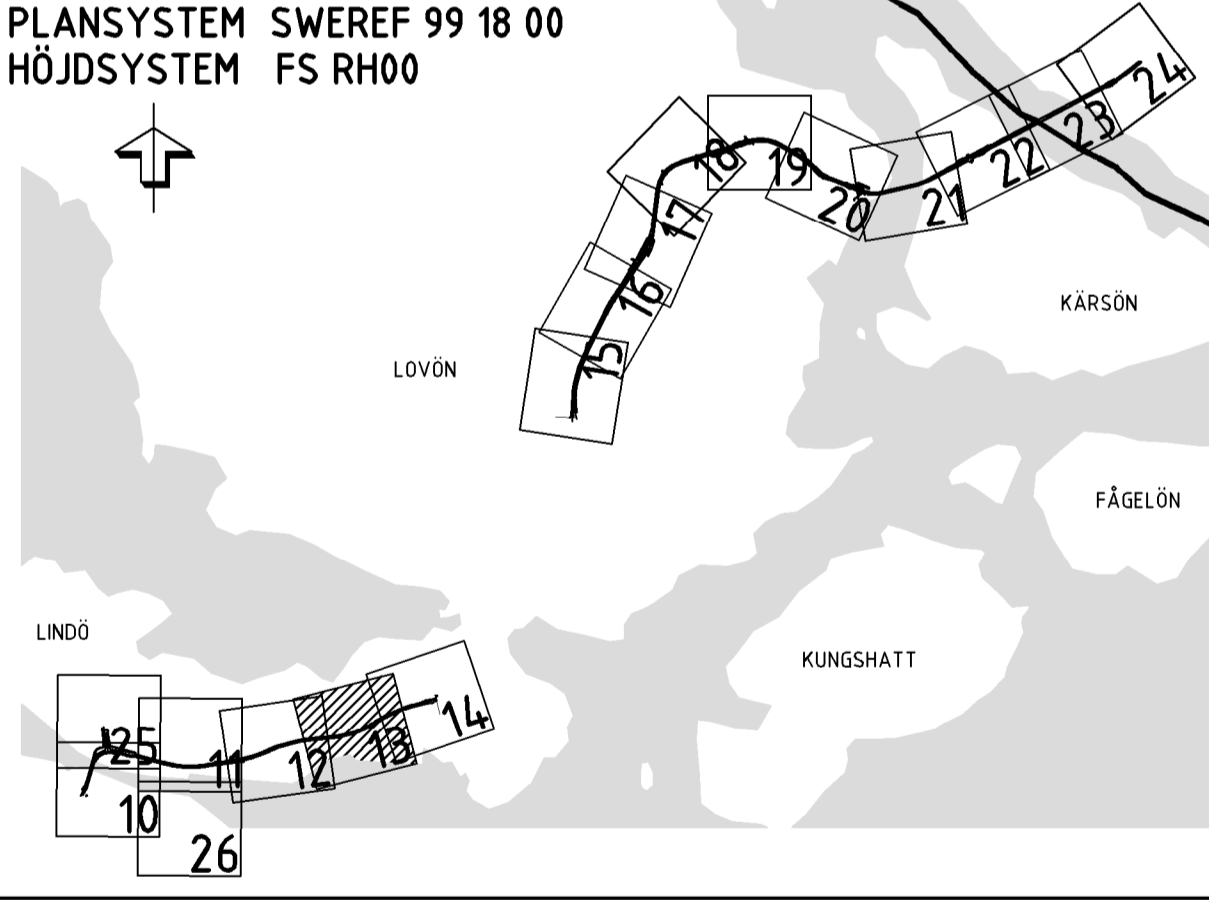 PLANSYSTEM SWEREF 99 18 00
HÖJDSYSTEM FS RH00
24
23
22
21
20
19
18
17
16
15
KÄRSÖN
LOVÖN
FÅGELÖN
LINDÖ
KUNGSHATT
25
10
26
11
12
13
14